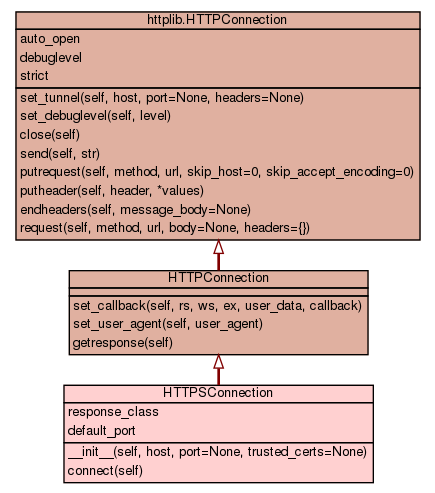 httplib.HTTPConnection
auto_open
debuglevel
strict
set_tunnel(self, host, port=None, headers=None)
set_debuglevel(self, level)
close(self)
send(self, str)
putrequest(self, method, url, skip_host=0, skip_accept_encoding=0)
putheader(self, header, *values)
endheaders(self, message_body=None)
request(self, method, url, body=None, headers={})
HTTPConnection
set_callback(self, rs, ws, ex, user_data, callback)
set_user_agent(self, user_agent)
getresponse(self)
HTTPSConnection
response_class
default_port
__init__(self, host, port=None, trusted_certs=None)
connect(self)